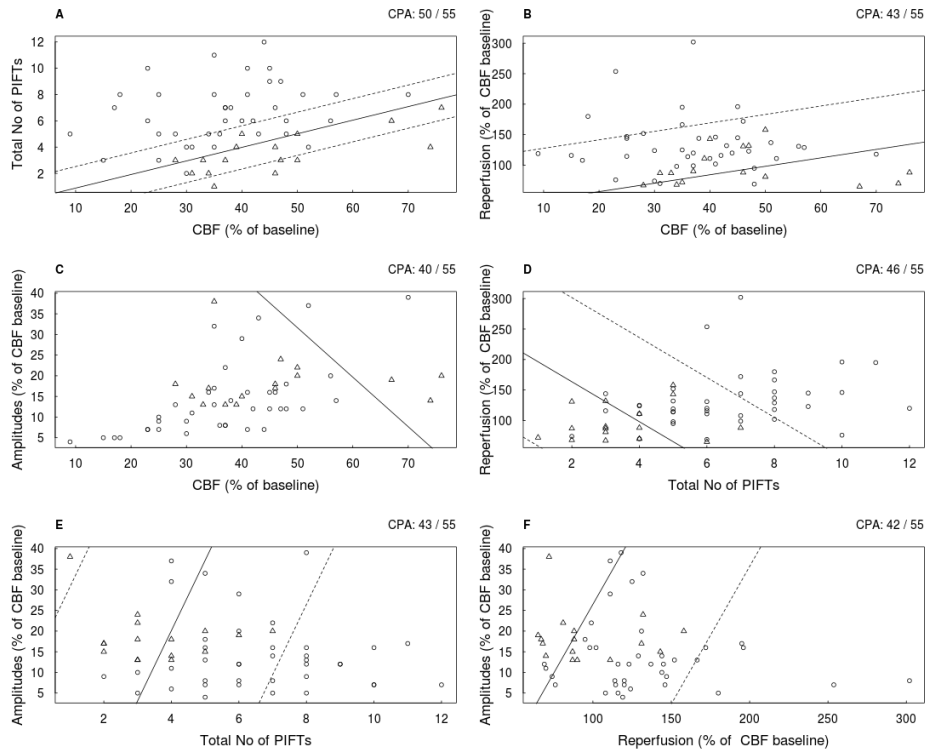 A CPA: 50 / 55
Total No of PIFTs
12
10
8
6
4
2
10 20 30 40 50 60 70
CBF (% of baseline)
B CPA: 43 / 55
Reperfusion (% of CBF baseline)
300
250
200
150
100
10 20 30 40 50 60 70
CBF (% of baseline)
C CPA: 40 / 55
Amplitudes (% of CBF baseline)
40
35
30
25
20
15
10
5
10 20 30 40 50 60 70
CBF (% of baseline)
D CPA: 46 / 55
Reperfusion (% of CBF baseline)
300
250
200
150
100
2 4 6 8 10 12
Total No of PIFTs
E CPA: 43 / 55
Amplitudes (% of CBF baseline)
40
35
30
25
20
15
10
5
2 4 6 8 10 12
Total No of PIFTs
F CPA: 42 / 55
Amplitudes (% of CBF baseline)
40
35
30
25
20
15
10
5
100 150 200 250 300
Reperfusion (% of CBF baseline)